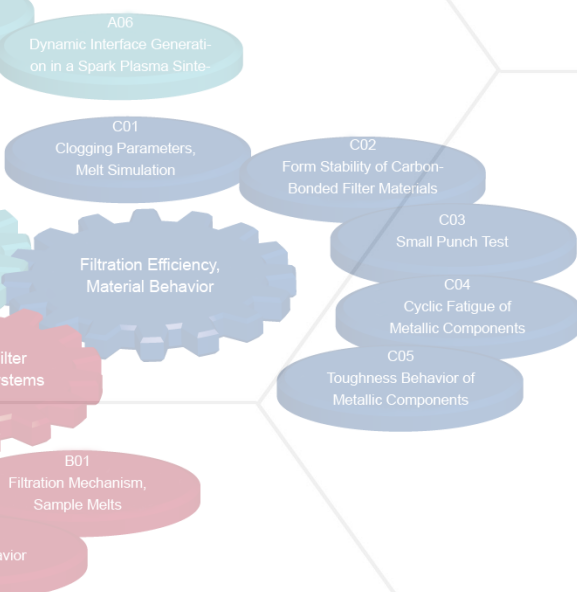 A06
Dynamic Interface Generati-
on in a Spark Plasma Sinte-
C01
Clogging Parameters,
Melt Simulation
C02
Form Stability of Carbon-
Bonded Filter Materials
C03
Small Punch Test
Filtration Efficiency,
Material Behavior
C04
Cyclic Fatigue of
Metallic Components
C05
Toughness Behavior of
Metallic Components
ilter
stems
B01
Filtration Mechanism,
Sample Melts
avior